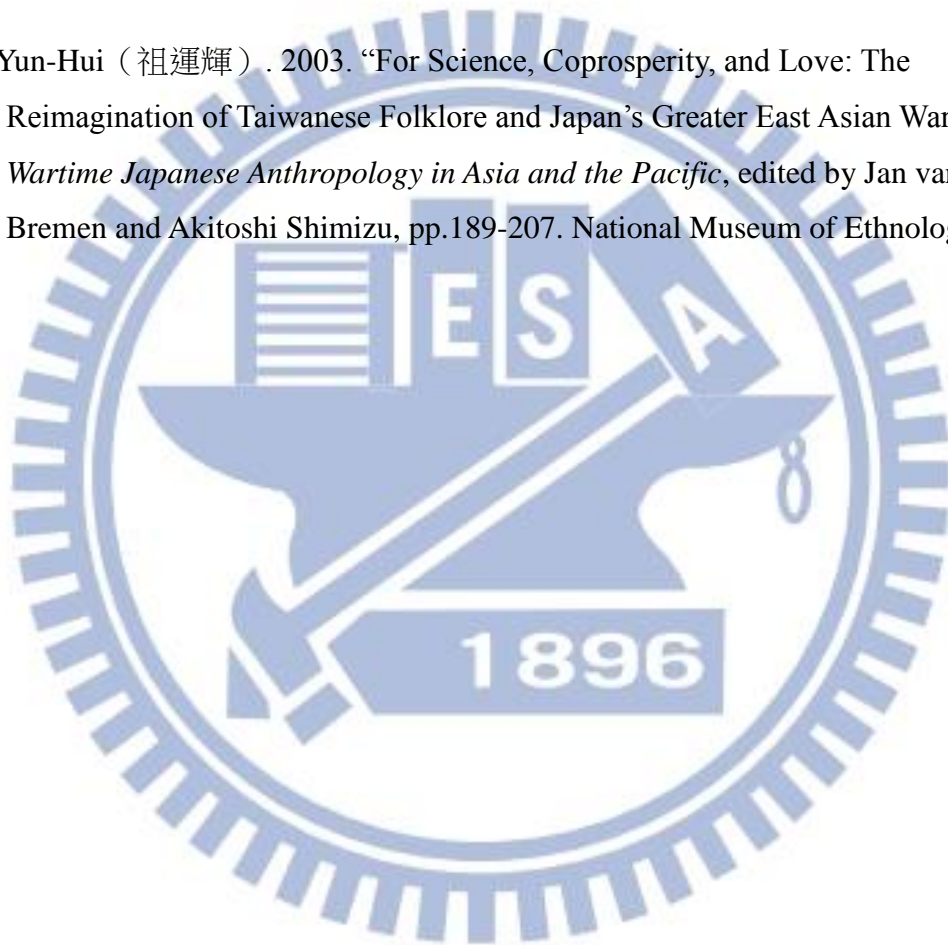 Yun-Hui（祖運輝）. 2003. “For Science, Coprosperity, and Love: The
Reimagination of Taiwanese Folklore and Japan’s Greater East Asian War
Wartime Japanese Anthropology in Asia and the Pacific, edited by Jan van
Bremen and Akitoshi Shimizu, pp.189-207. National Museum of Ethnolog
E S A
8
1896